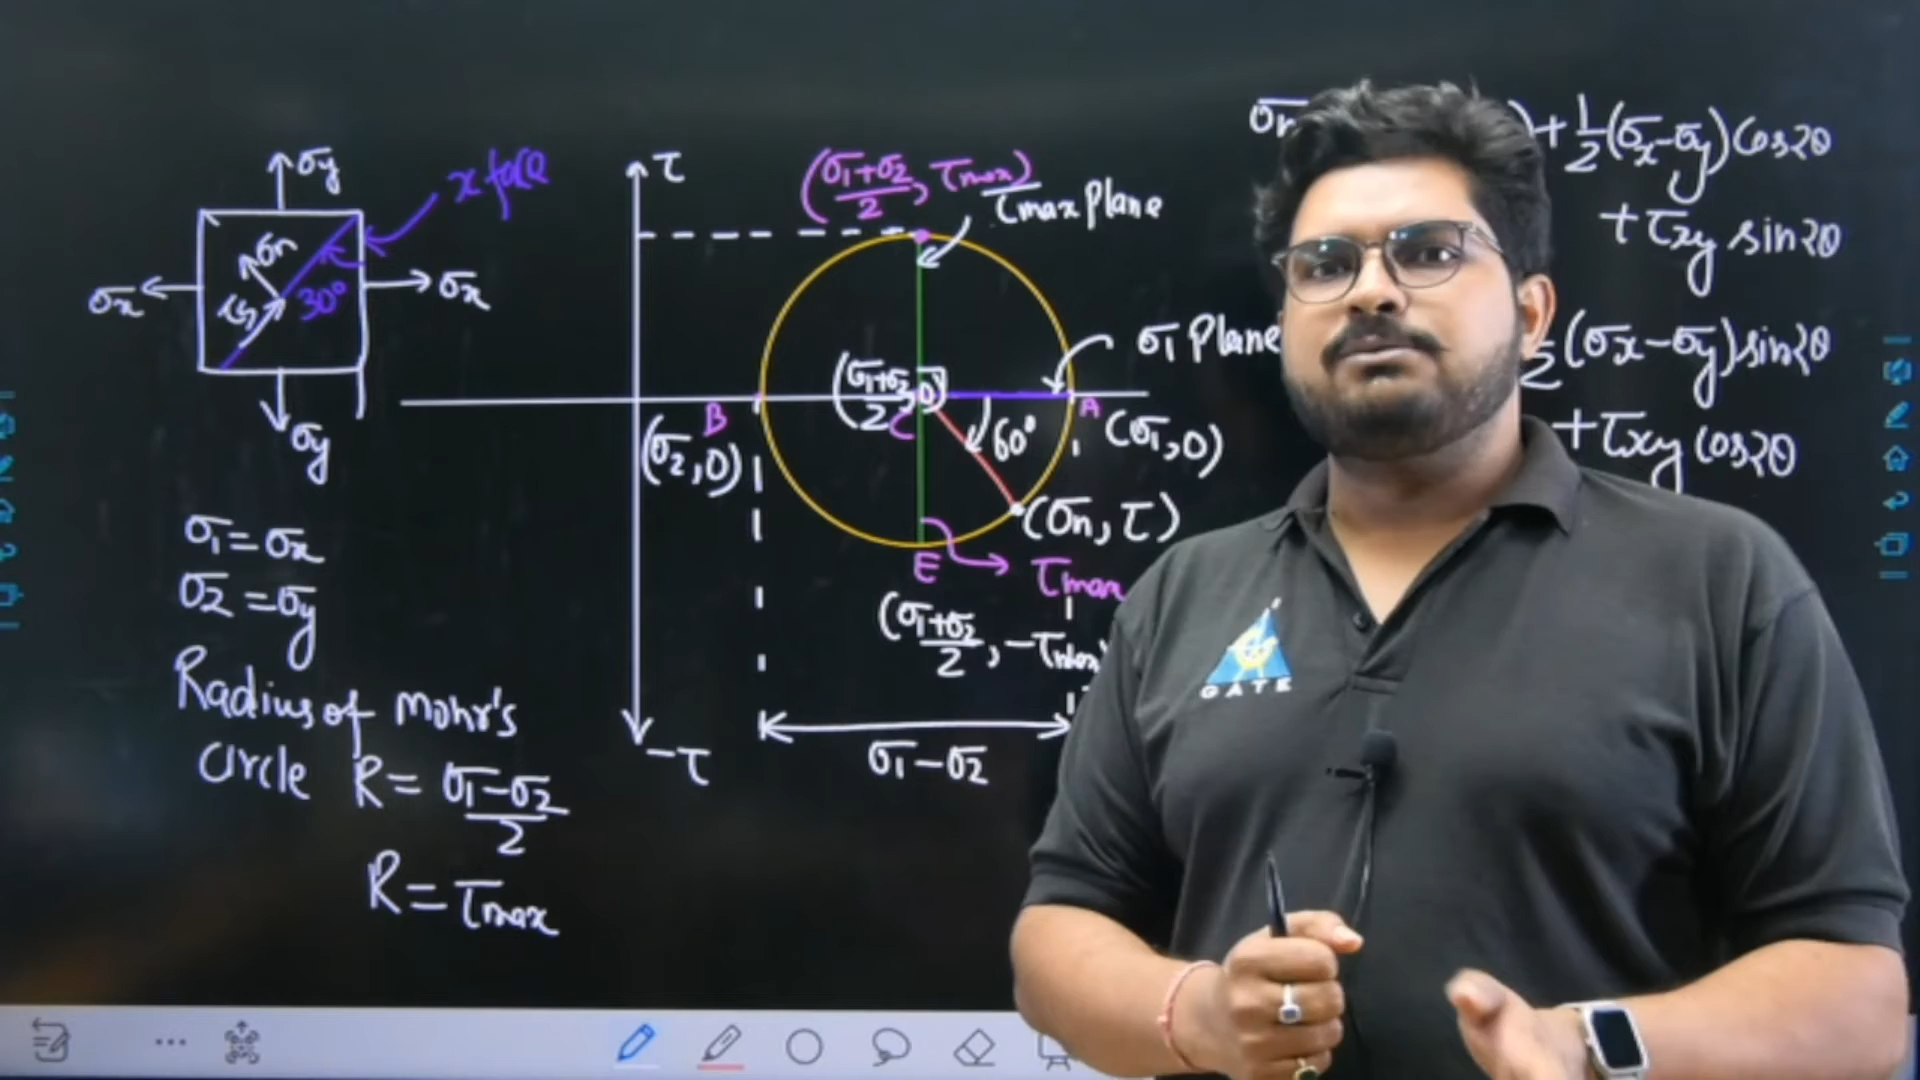 σy
x face
σn
30°
σx
σx
σy
σ1 = σx
σ2 = σy
Radius of Mohr's
circle R = σ1-σ2
2
R = τmax
τ
(σ1+σ2/2, τmax)
τmax plane
σ1 plane
(σ1+σ2/2, 0)
B
C
A
60°
(σ2,0)
(σ1,0)
(σn, τ)
E
τmax
(σ1+σ2/2, -τmax
σ1-σ2
-τ
σn
)+1/2(σx-σy)cos2θ
+τxy sin2θ
(σx-σy)sin2θ
2
+τxy cos2θ
GATE